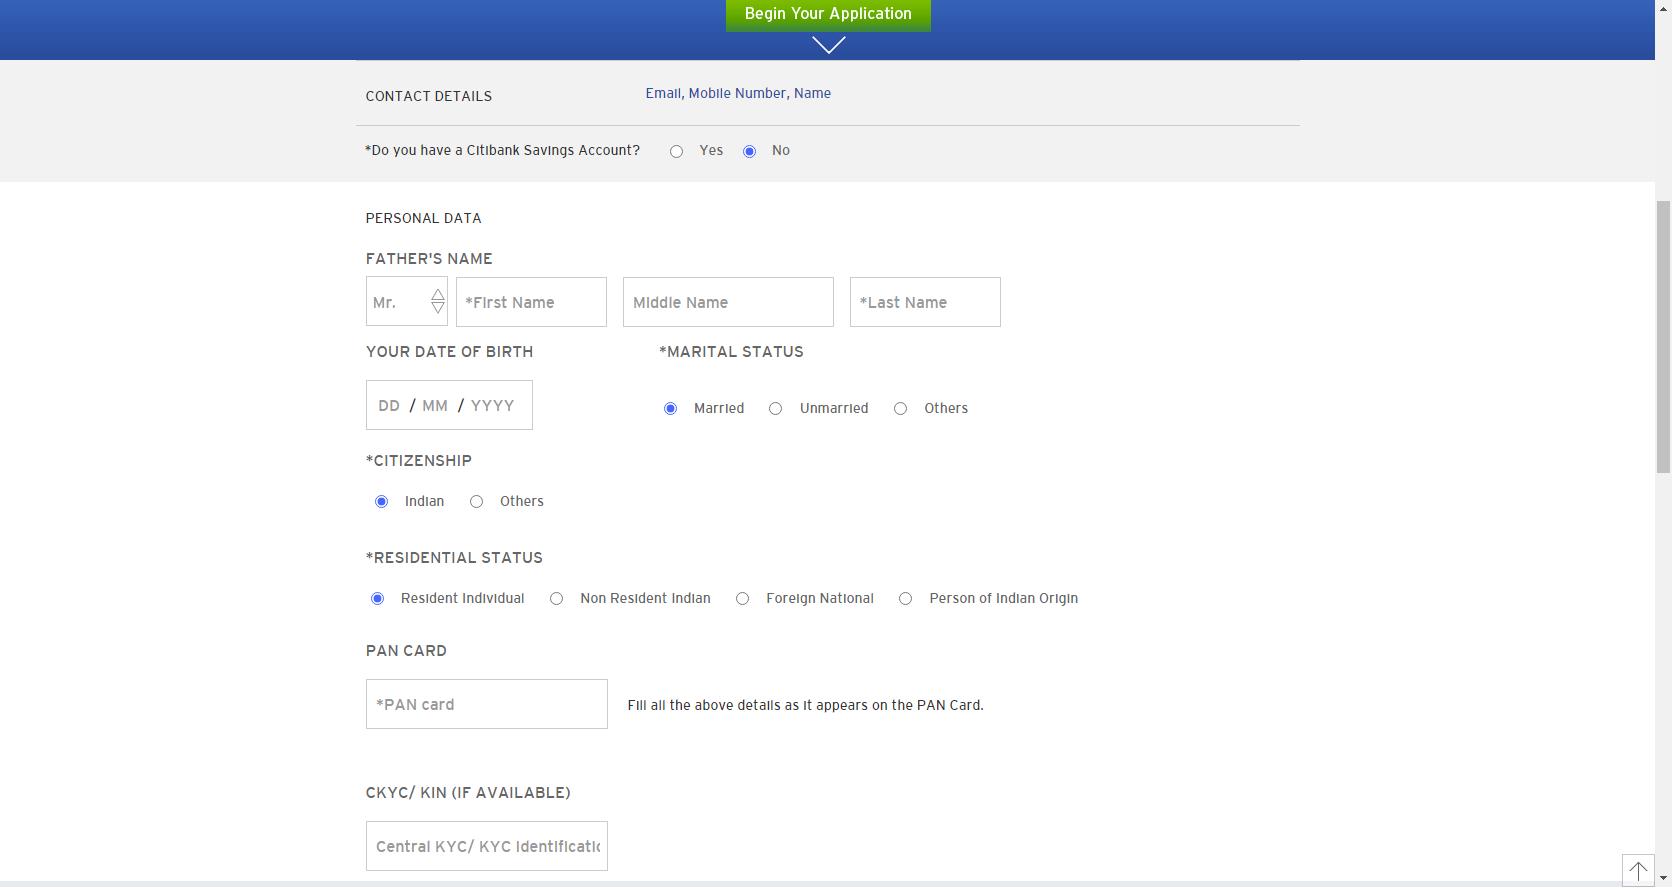 Begin Your Application
CONTACT DETAILS
Email, Mobile Number, Name
*Do you have a Citibank Savings Account? Yes No
PERSONAL DATA
FATHER'S NAME
Mr. *First Name Middle Name *Last Name
YOUR DATE OF BIRTH *MARITAL STATUS
DD / MM / YYYY Married Unmarried Others
*CITIZENSHIP
Indian Others
*RESIDENTIAL STATUS
Resident Individual Non Resident Indian Foreign National Person of Indian Origin
PAN CARD
*PAN card Fill all the above details as it appears on the PAN Card.
CKYC/ KIN (IF AVAILABLE)
Central KYC/ KYC Identificatic